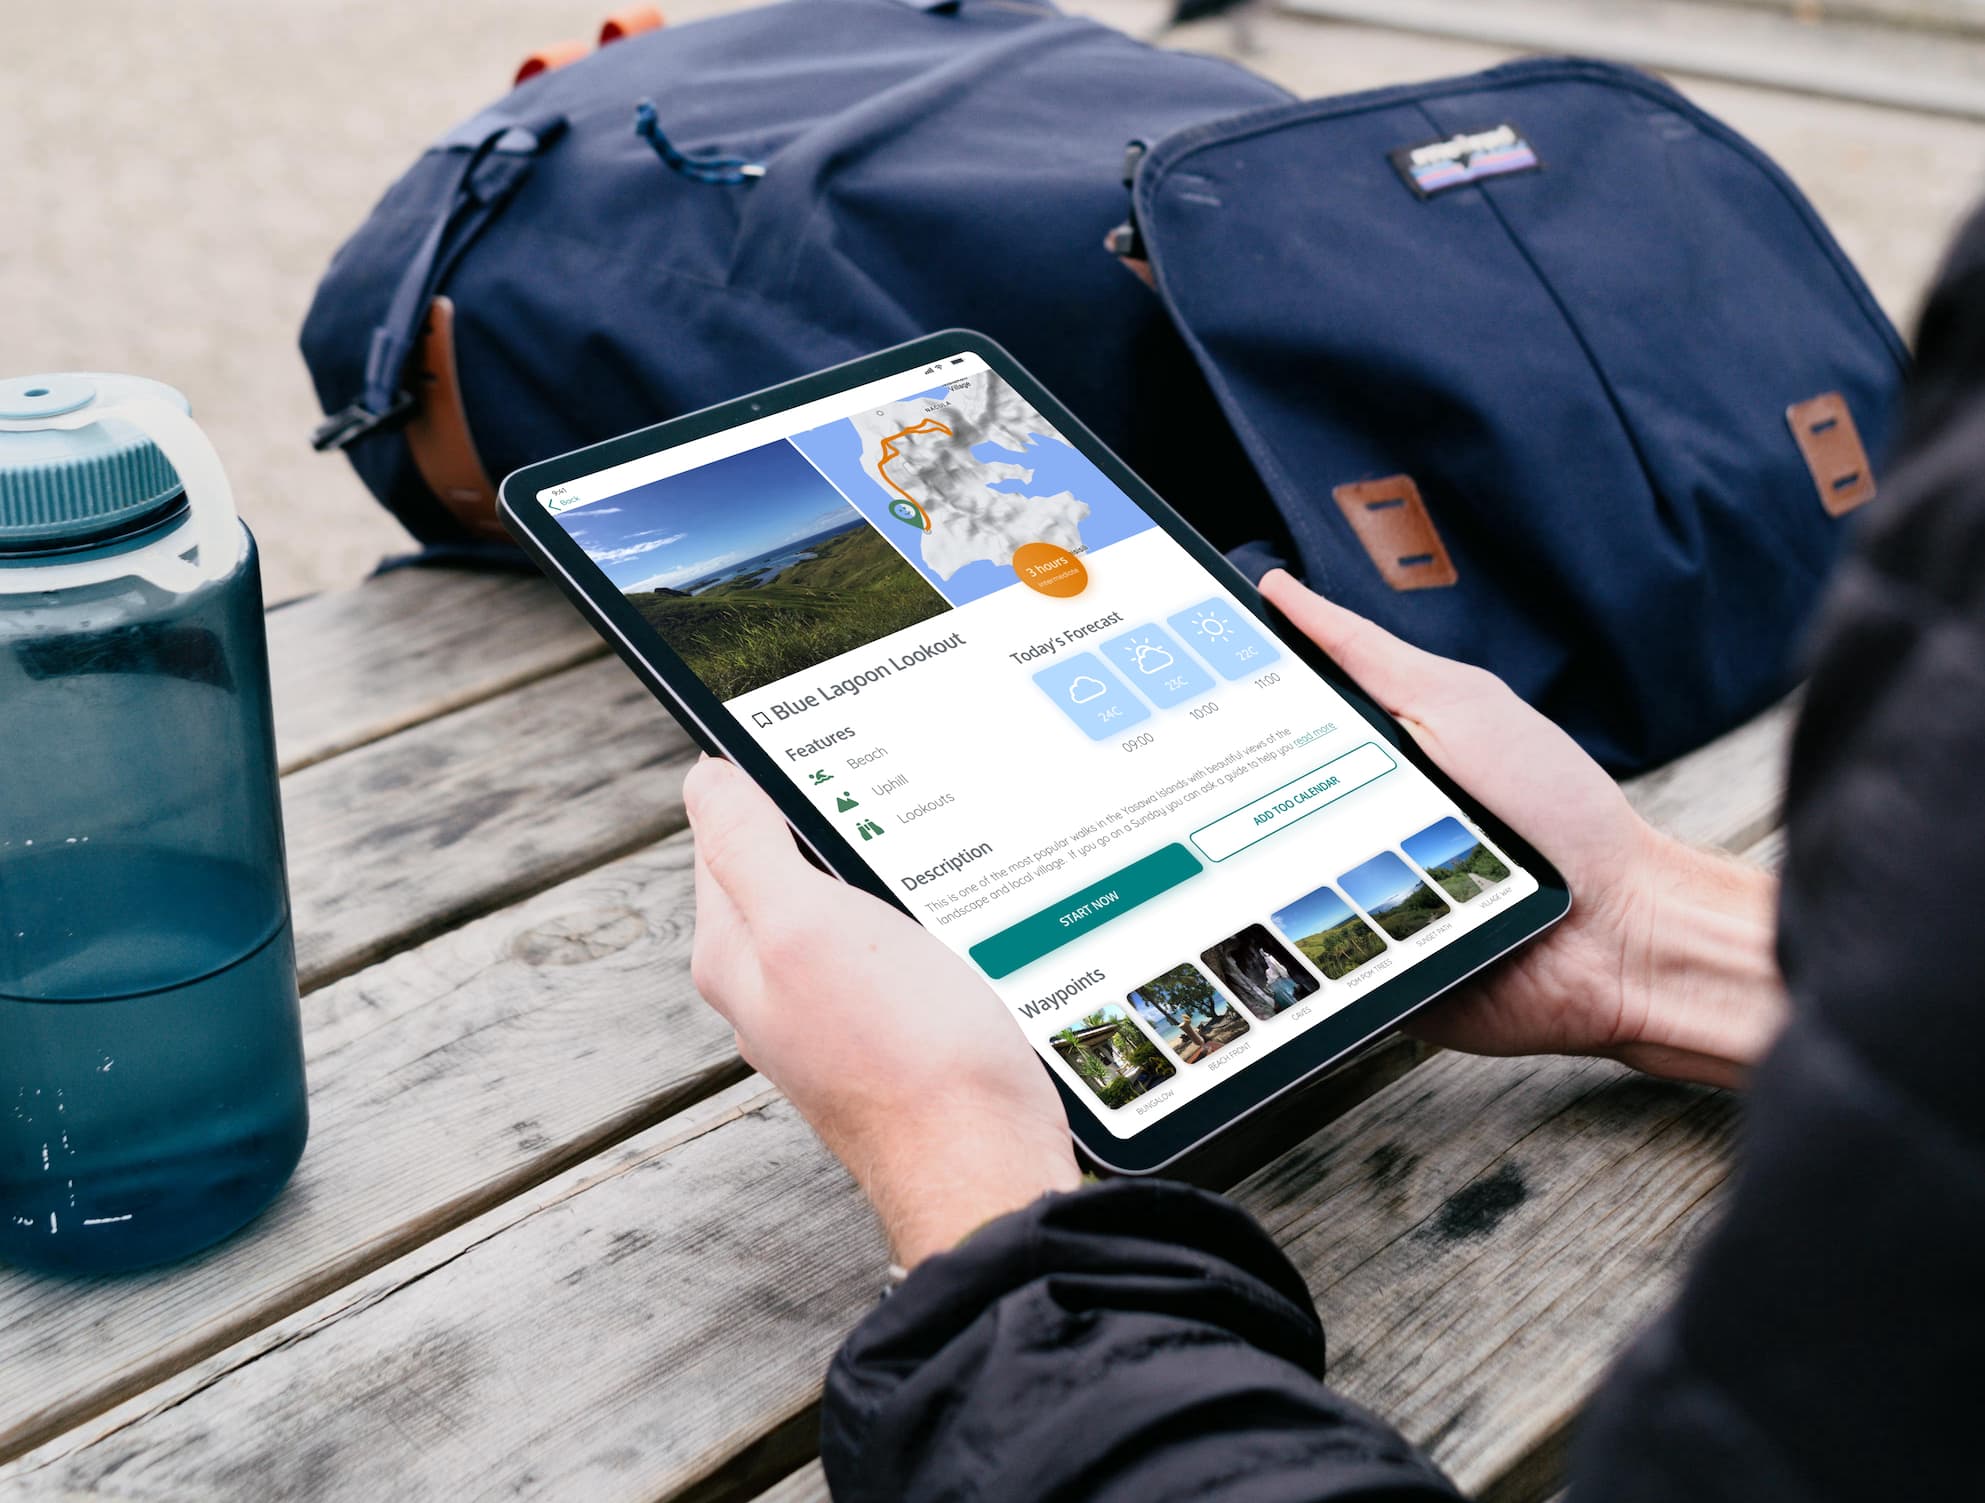 9:41
Back
Village
NACULA
3 hours
intermediate
Blue Lagoon Lookout
Features
Beach
Uphill
Lookouts
Today's Forecast
24C
23C
22C
09:00
10:00
11:00
Description
This is one of the most popular walks in the Yasawa Islands with beautiful views of the
landscape and local village. If you go on a Sunday you can ask a guide to help you read more
START NOW
ADD TOO CALENDAR
Waypoints
BUNGALOW
BEACH FRONT
CAVES
POM POM TREES
SUNSET PATH
VILLAGE WAY